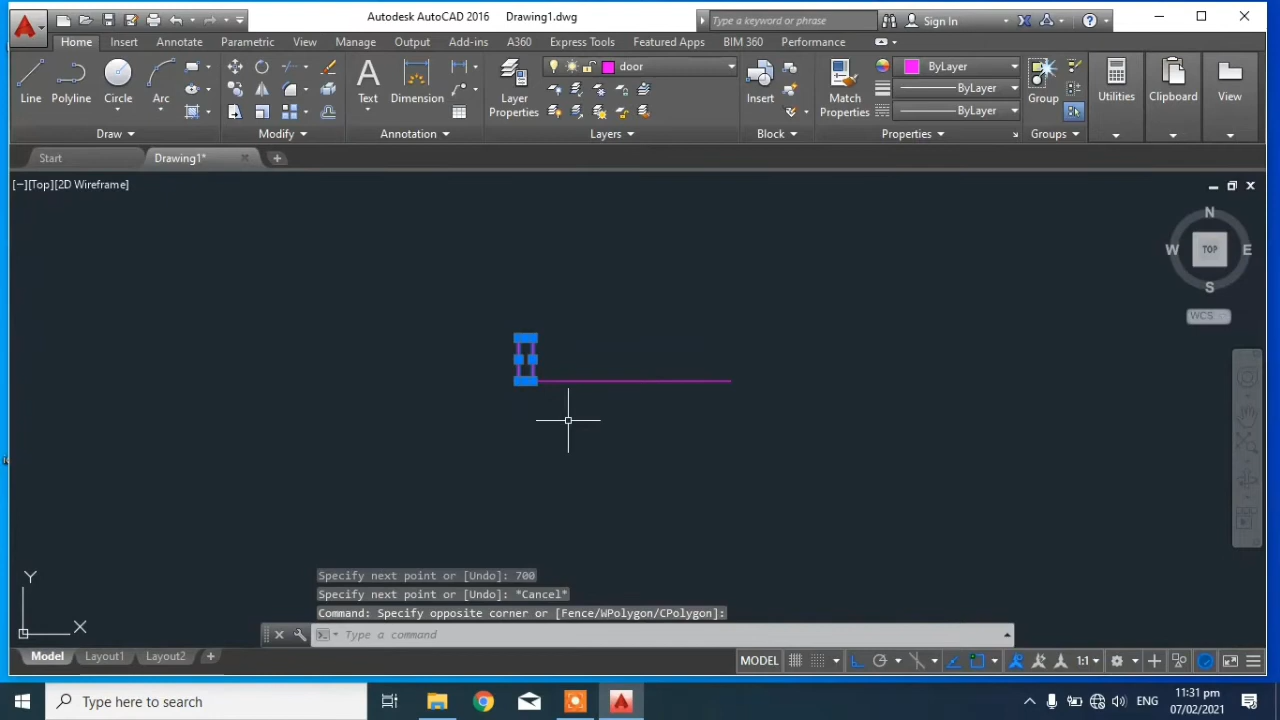 Autodesk AutoCAD 2016 Drawing1.dwg Type a keyword or phrase Sign In
Home Insert Annotate Parametric View Manage Output Add-ins A360 Express Tools Featured Apps BIM 360 Performance
door ByLayer
ByLayer
ByLayer
Line Polyline Circle Arc Text Dimension Layer Properties Insert Match Properties Group Utilities Clipboard View
Draw Modify Annotation Layers Block Properties Groups
Start Drawing1*
[−][Top][2D Wireframe]
N
W TOP E
S
WCS
Y
X
Specify next point or [Undo]: 700
Specify next point or [Undo]: *Cancel*
Command: Specify opposite corner or [Fence/WPolygon/CPolygon]:
Type a command
Model Layout1 Layout2 MODEL 1:1
Type here to search ENG 11:31 pm
07/02/2021